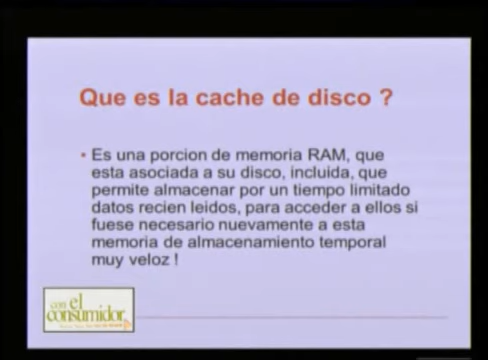 Que es la cache de disco ?
• Es una porcion de memoria RAM, que
esta asociada a su disco, incluida, que
permite almacenar por un tiempo limitado
datos recien leidos, para acceder a ellos si
fuese necesario nuevamente a esta
memoria de almacenamiento temporal
muy veloz !
con el
consumidor